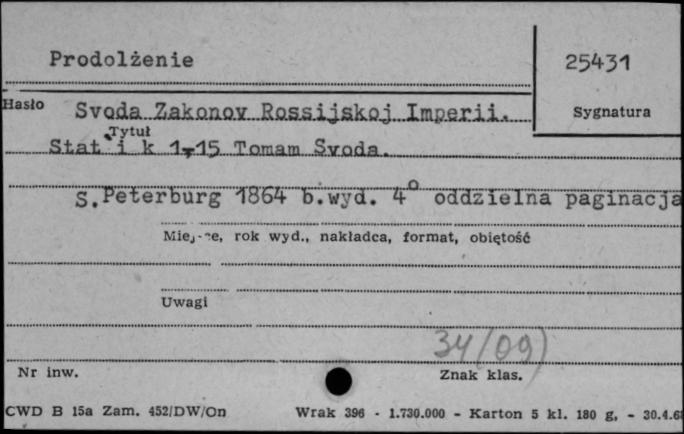 Prodolżenie
25431
Hasło Svoda Zakonov Rossijskoj Imperii.
Sygnatura
Tytuł
Stat'i k 1-15 Tomam Svoda.
S.Peterburg 1864 b.wyd. 4° oddzielna paginacja
Miejsce, rok wyd., nakładca, format, obiętość
Uwagi
34/09)
Nr inw.
Znak klas.
CWD B 15a Zam. 452/DW/On Wrak 396 - 1.730.000 - Karton 5 kl. 180 g, - 30.4.68